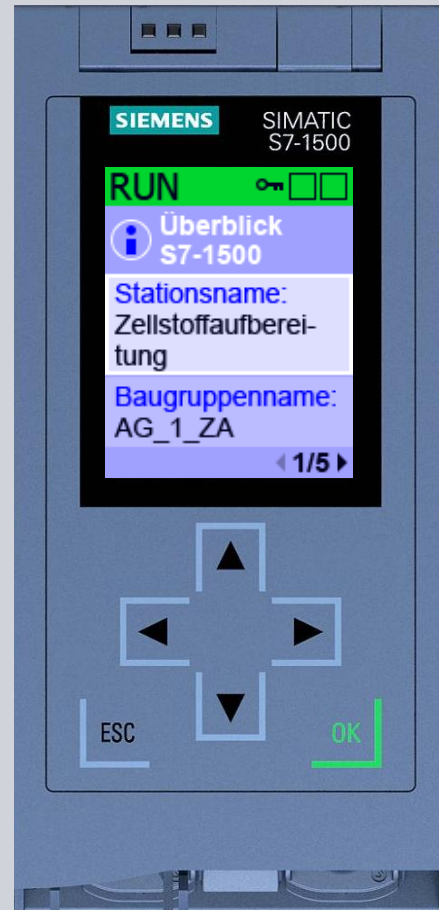 SIEMENS
SIMATIC
S7-1500
RUN
Überblick
S7-1500
Stationsname:
Zellstoffaufberei-
tung
Baugruppenname:
AG_1_ZA
1/5
ESC
OK